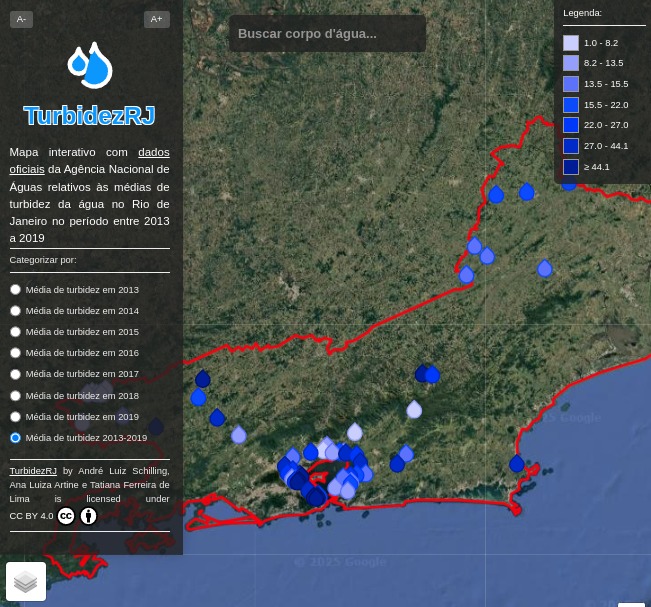 A-
A+
TurbidezRJ
Mapa interativo com dados
oficiais da Agência Nacional de
Águas relativos às médias de
turbidez da água no Rio de
Janeiro no período entre 2013
a 2019
Categorizar por:
Média de turbidez em 2013
Média de turbidez em 2014
Média de turbidez em 2015
Média de turbidez em 2016
Média de turbidez em 2017
Média de turbidez em 2018
Média de turbidez em 2019
Média de turbidez 2013-2019
TurbidezRJ by André Luiz Schilling,
Ana Luiza Artine e Tatiana Ferreira de
Lima is licensed under
CC BY 4.0
Buscar corpo d'água...
Legenda:
1.0 - 8.2
8.2 - 13.5
13.5 - 15.5
15.5 - 22.0
22.0 - 27.0
27.0 - 44.1
≥ 44.1
Google
© 2025 Google